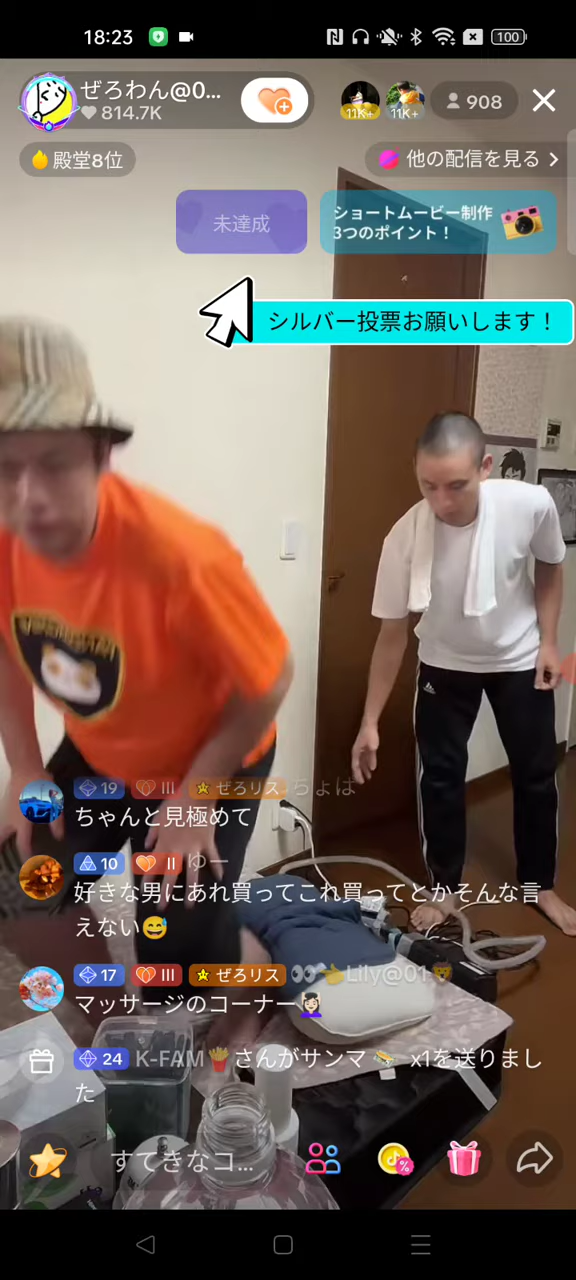 18:23
100
ぜろわん@0...
814.7K
11K+
11K+
908
殿堂8位
他の配信を見る
未達成
ショートムービー制作
3つのポイント！
シルバー投票お願いします！
19 III ぜろリス ちょは
ちゃんと見極めて
10 II ゆー
好きな男にあれ買ってこれ買ってとかそんな言
えない😅
17 III ぜろリス 👀👈Lily@01🦁
マッサージのコーナー💆🏻‍♀️
24 K-FAM🍟さんがサンマ x1を送りまし
た
すてきなコ...